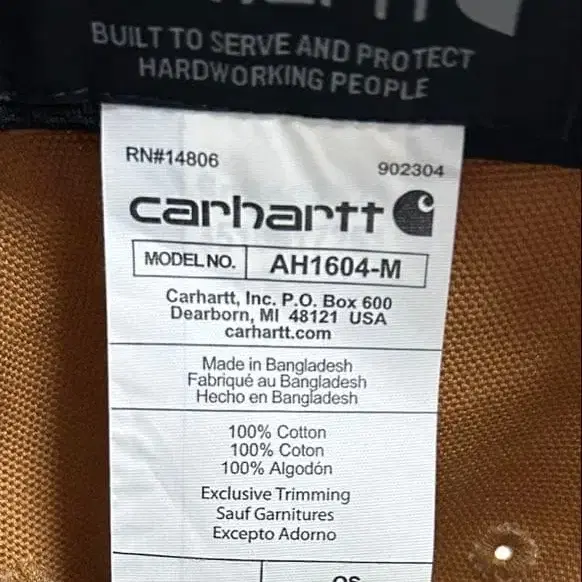 BUILT TO SERVE AND PROTECT
HARDWORKING PEOPLE
RN#14806
902304
carhartt
MODEL NO. AH1604-M
Carhartt, Inc. P.O. Box 600
Dearborn, MI 48121 USA
carhartt.com
Made in Bangladesh
Fabriqué au Bangladesh
Hecho en Bangladesh
100% Cotton
100% Coton
100% Algodón
Exclusive Trimming
Sauf Garnitures
Excepto Adorno